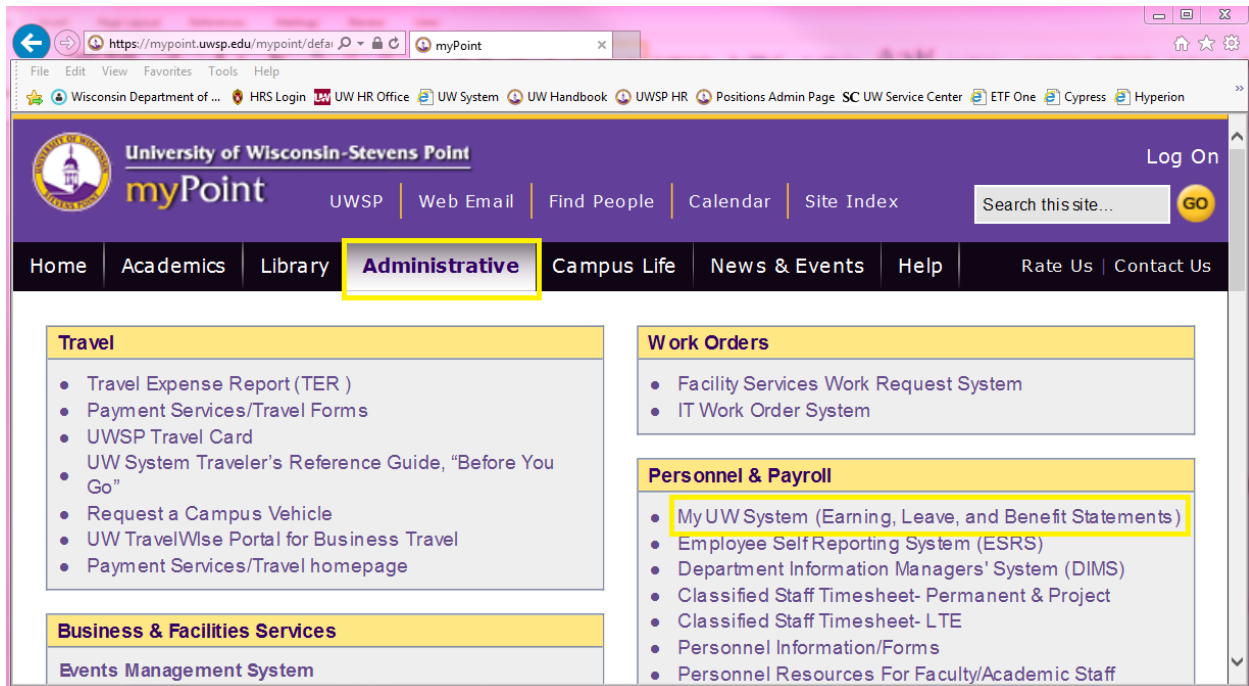 https://mypoint.uwsp.edu/mypoint/defau
myPoint
File Edit View Favorites Tools Help
Wisconsin Department of ... HRS Login UW HR Office UW System UW Handbook UWSP HR Positions Admin Page SC UW Service Center ETF One Cypress Hyperion
University of Wisconsin-Stevens Point
Log On
myPoint
UWSP Web Email Find People Calendar Site Index
Search this site...
GO
Home Academics Library Administrative Campus Life News & Events Help Rate Us | Contact Us
Travel
Travel Expense Report (TER )
Payment Services/Travel Forms
UWSP Travel Card
UW System Traveler's Reference Guide, “Before You
Go”
Request a Campus Vehicle
UW TravelWIse Portal for Business Travel
Payment Services/Travel homepage
Business & Facilities Services
Events Management System
Work Orders
Facility Services Work Request System
IT Work Order System
Personnel & Payroll
My UW System (Earning, Leave, and Benefit Statements)
Employee Self Reporting System (ESRS)
Department Information Managers' System (DIMS)
Classified Staff Timesheet- Permanent & Project
Classified Staff Timesheet- LTE
Personnel Information/Forms
Personnel Resources For Faculty/Academic Staff